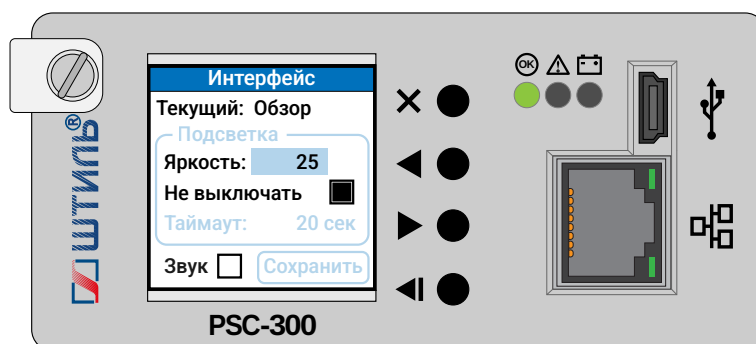 ШТИЛЬ®
Интерфейс
Текущий: Обзор
Подсветка
Яркость: 25
Не выключать
Таймаут: 20 сек
Звук Сохранить
PSC-300
OK